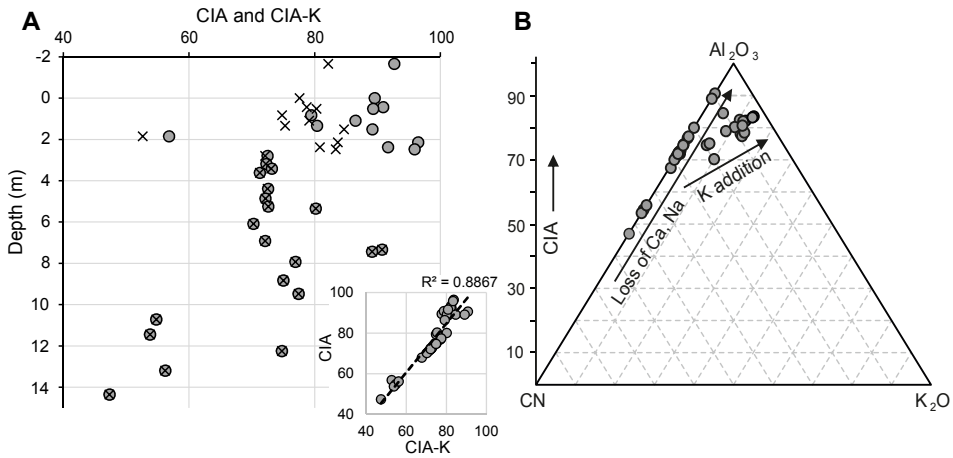 A
CIA and CIA-K
40 60 80 100
-2
0
2
4
6
8
10
12
14
Depth (m)
R² = 0.8867
100
80
60
40
CIA
40 60 80 100
CIA-K
B
Al₂O₃
90
70
50
30
10
CIA
Loss of Ca, Na
K addition
CN
K₂O